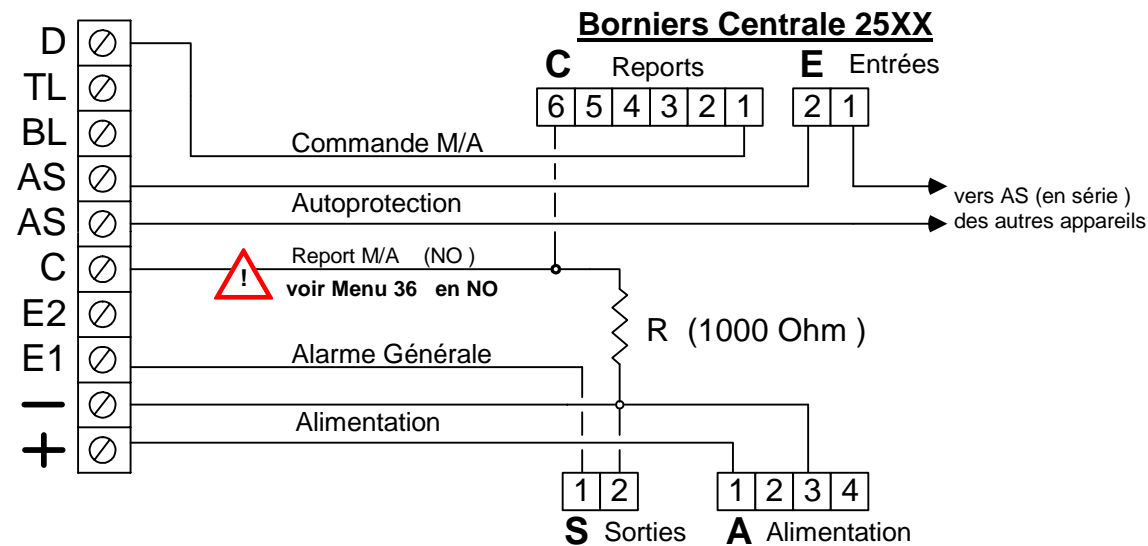 Borniers Centrale 25XX
C Reports E Entrées
6 5 4 3 2 1 2 1
D
TL
BL
Commande M/A
AS
vers AS (en série )
des autres appareils
Autoprotection
AS
C
Report M/A (NO )
! voir Menu 36 en NO
E2
R (1000 Ohm )
E1
Alarme Générale
−
Alimentation
+
1 2 1 2 3 4
S Sorties A Alimentation